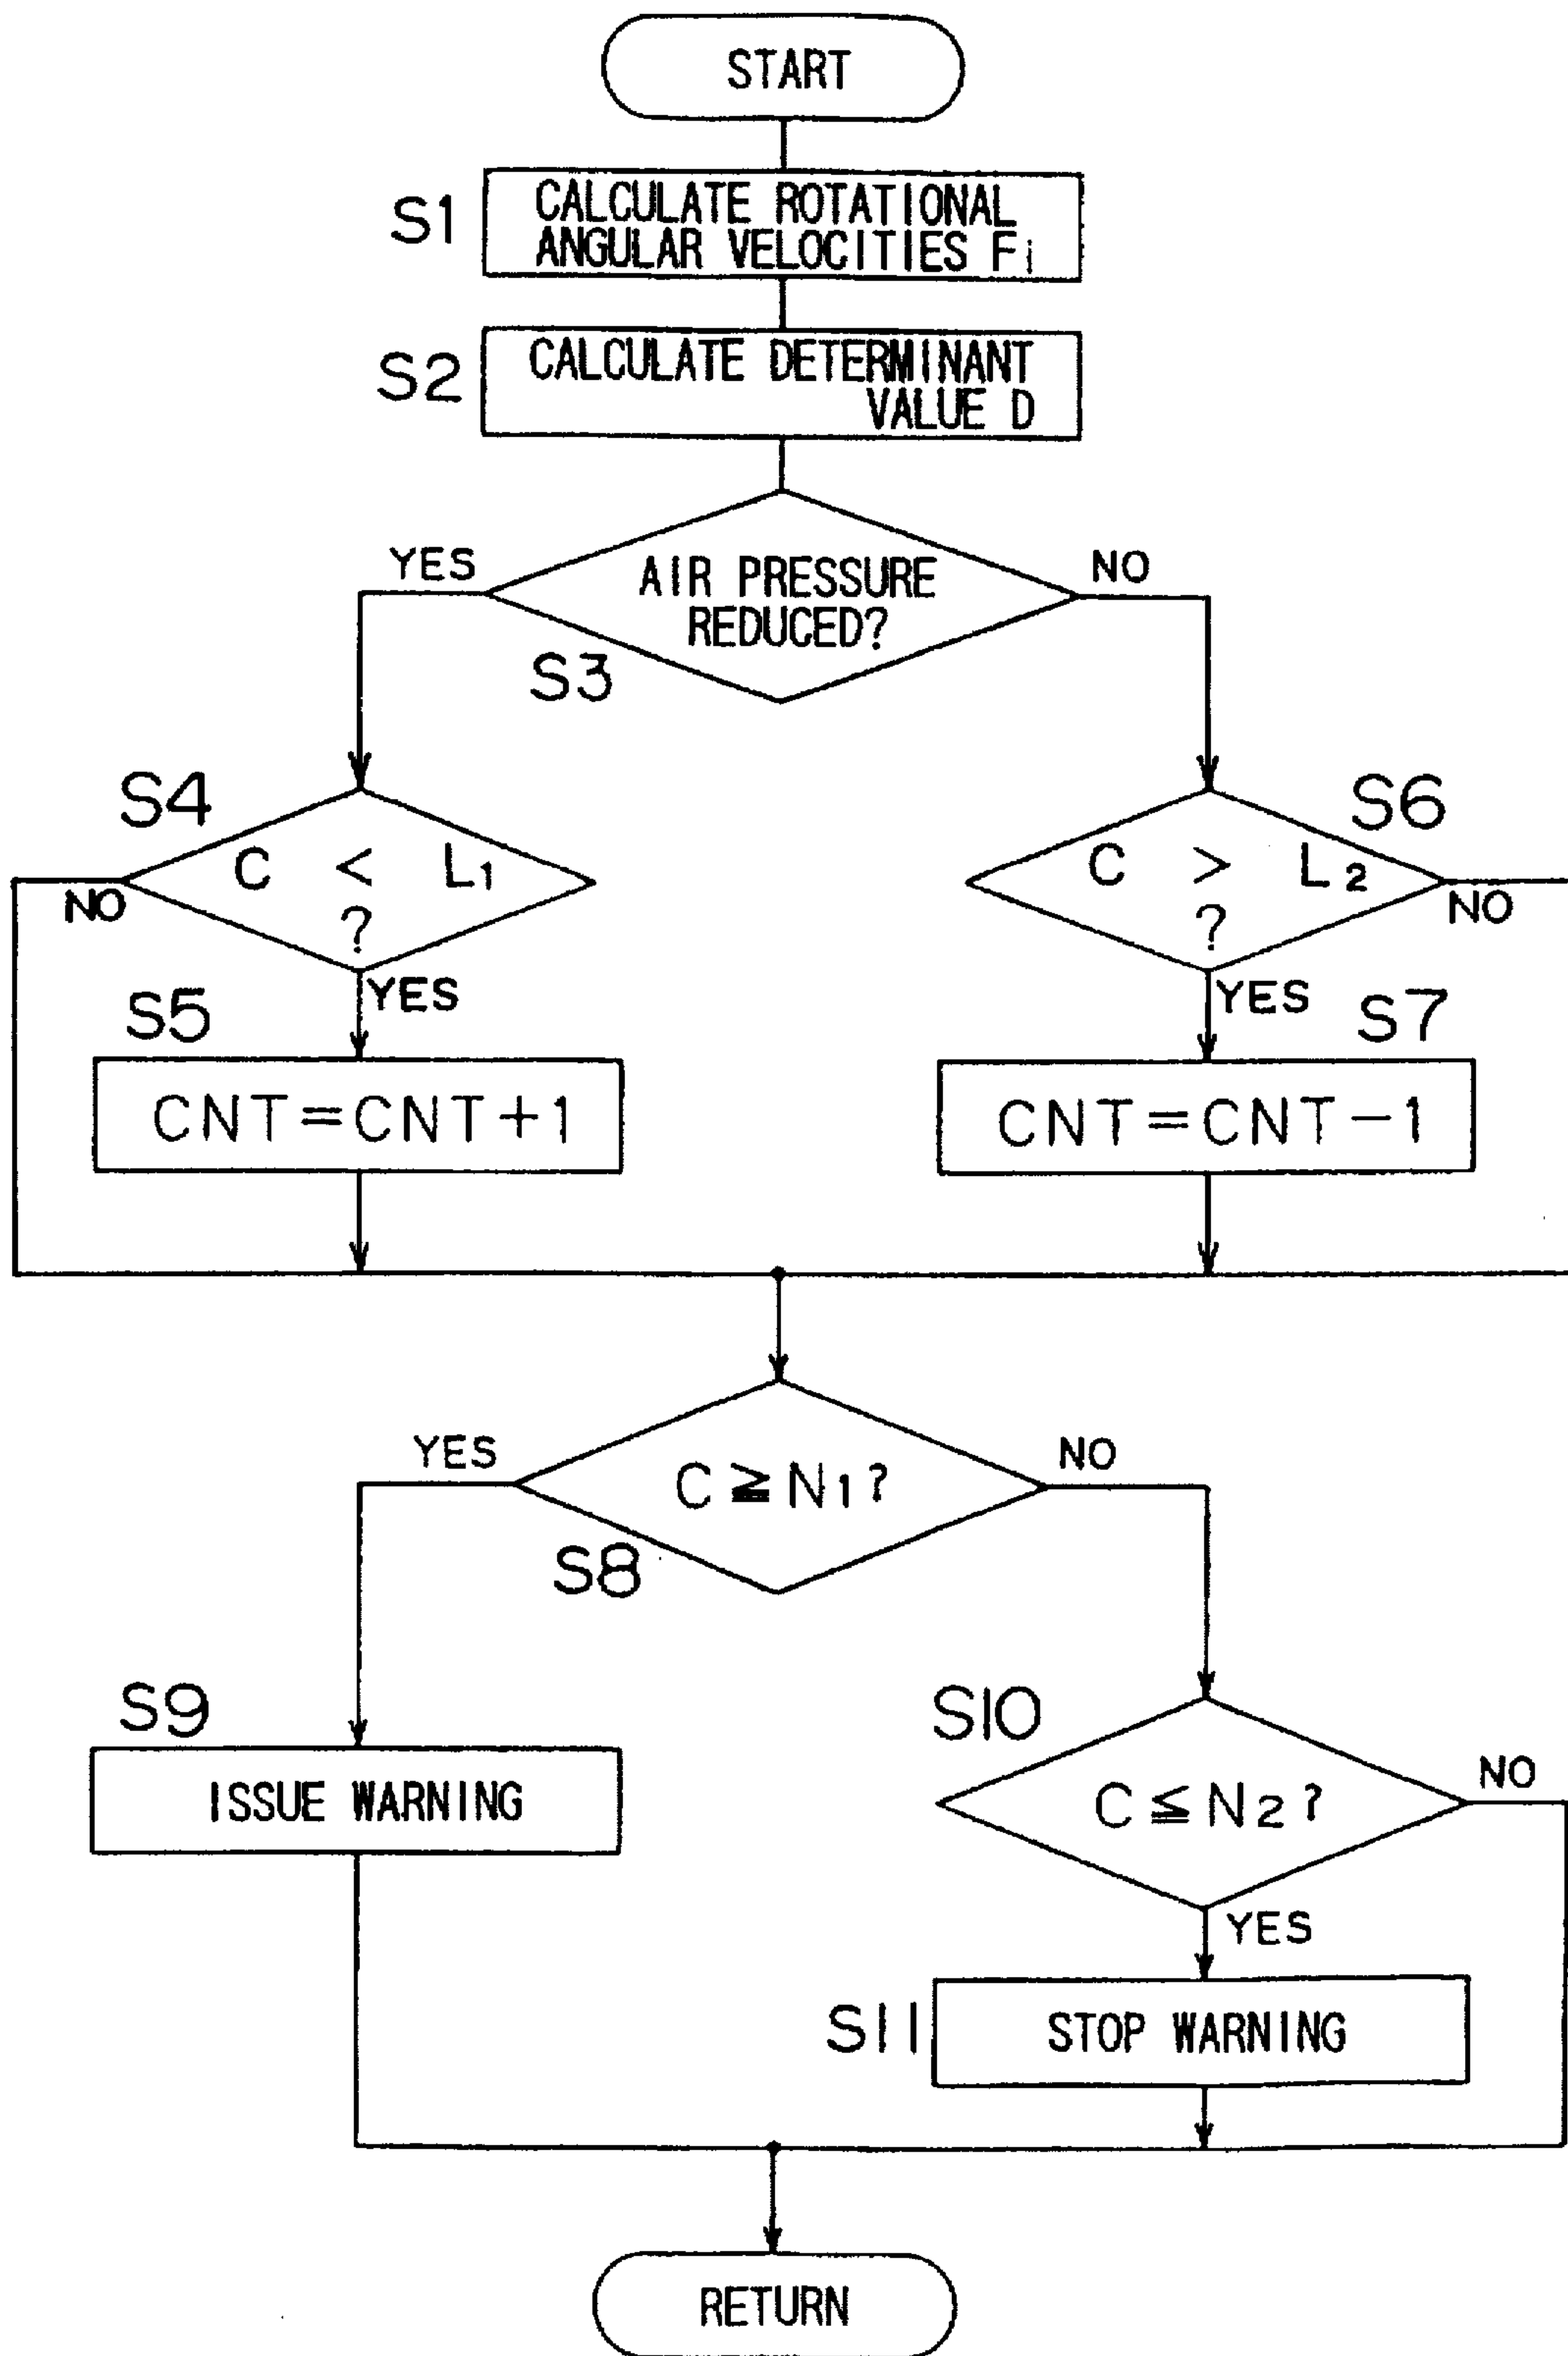 START
S1
CALCULATE ROTATIONAL
ANGULAR VELOCITIES Fi
S2
CALCULATE DETERMINANT
VALUE D
YES
AIR PRESSURE
REDUCED?
NO
S3
S4
C < L1
?
NO
YES
S6
C > L2
?
NO
YES
S5
CNT=CNT+1
S7
CNT=CNT-1
YES
C≧N1?
NO
S8
S9
ISSUE WARNING
S10
C≦N2?
NO
YES
S11
STOP WARNING
RETURN